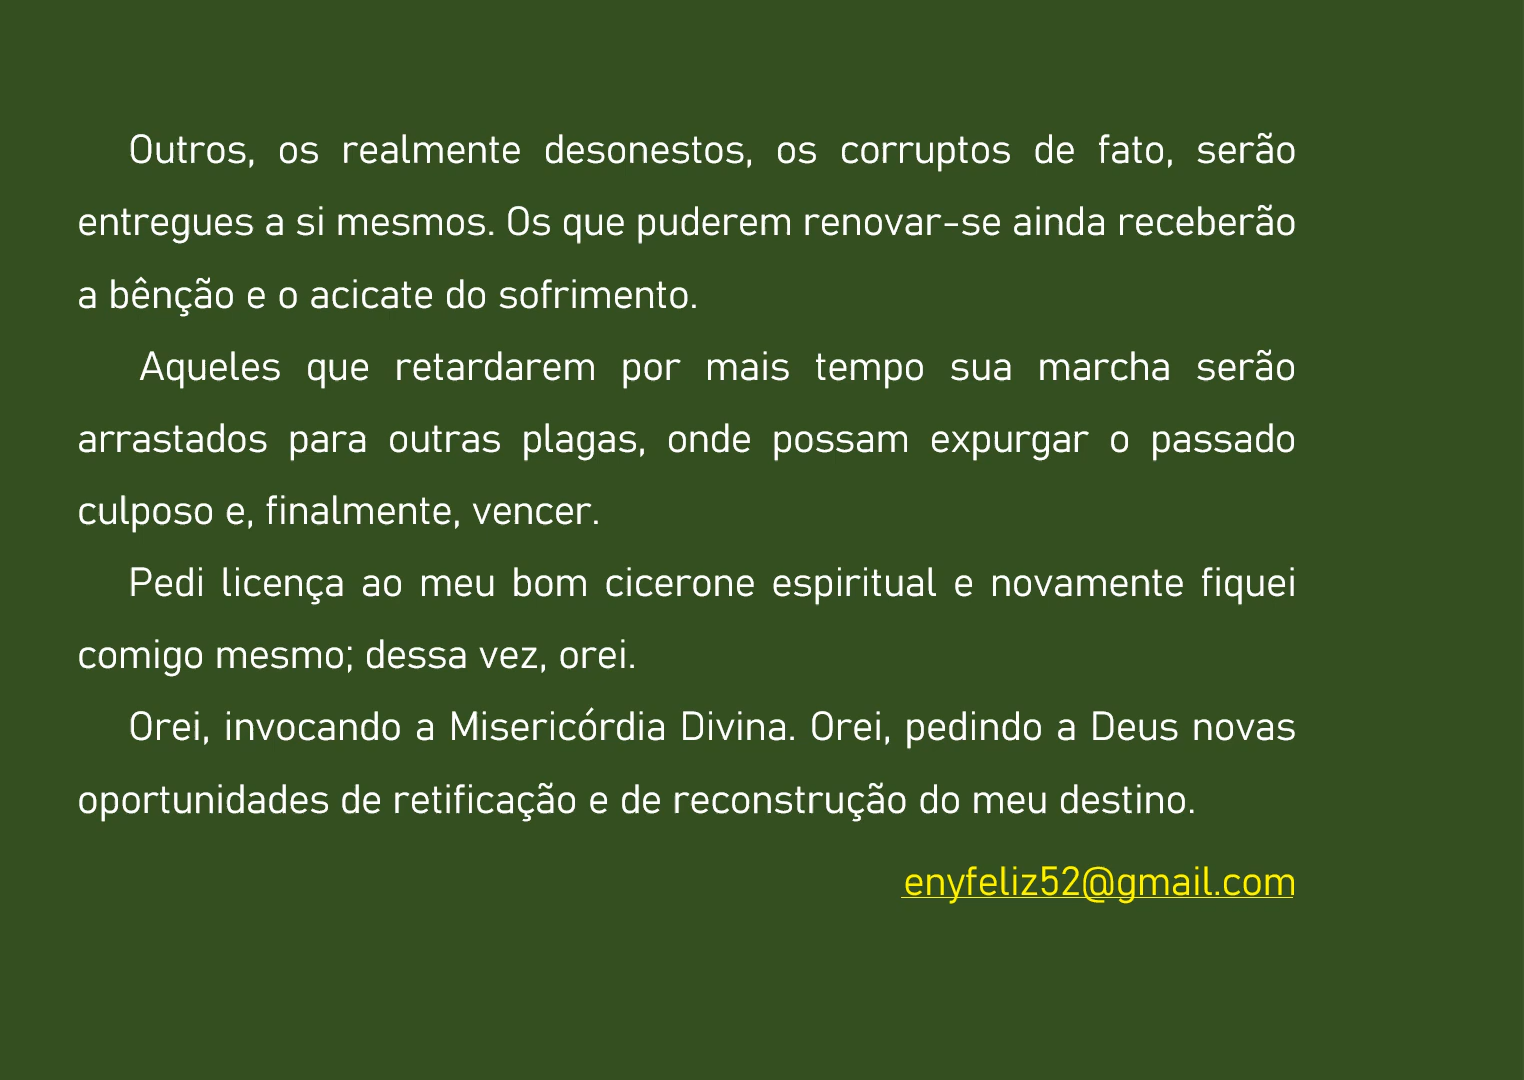 Outros, os realmente desonestos, os corruptos de fato, serão
entregues a si mesmos. Os que puderem renovar-se ainda receberão
a bênção e o acicate do sofrimento.
Aqueles que retardarem por mais tempo sua marcha serão
arrastados para outras plagas, onde possam expurgar o passado
culposo e, finalmente, vencer.
Pedi licença ao meu bom cicerone espiritual e novamente fiquei
comigo mesmo; dessa vez, orei.
Orei, invocando a Misericórdia Divina. Orei, pedindo a Deus novas
oportunidades de retificação e de reconstrução do meu destino.
enyfeliz52@gmail.com